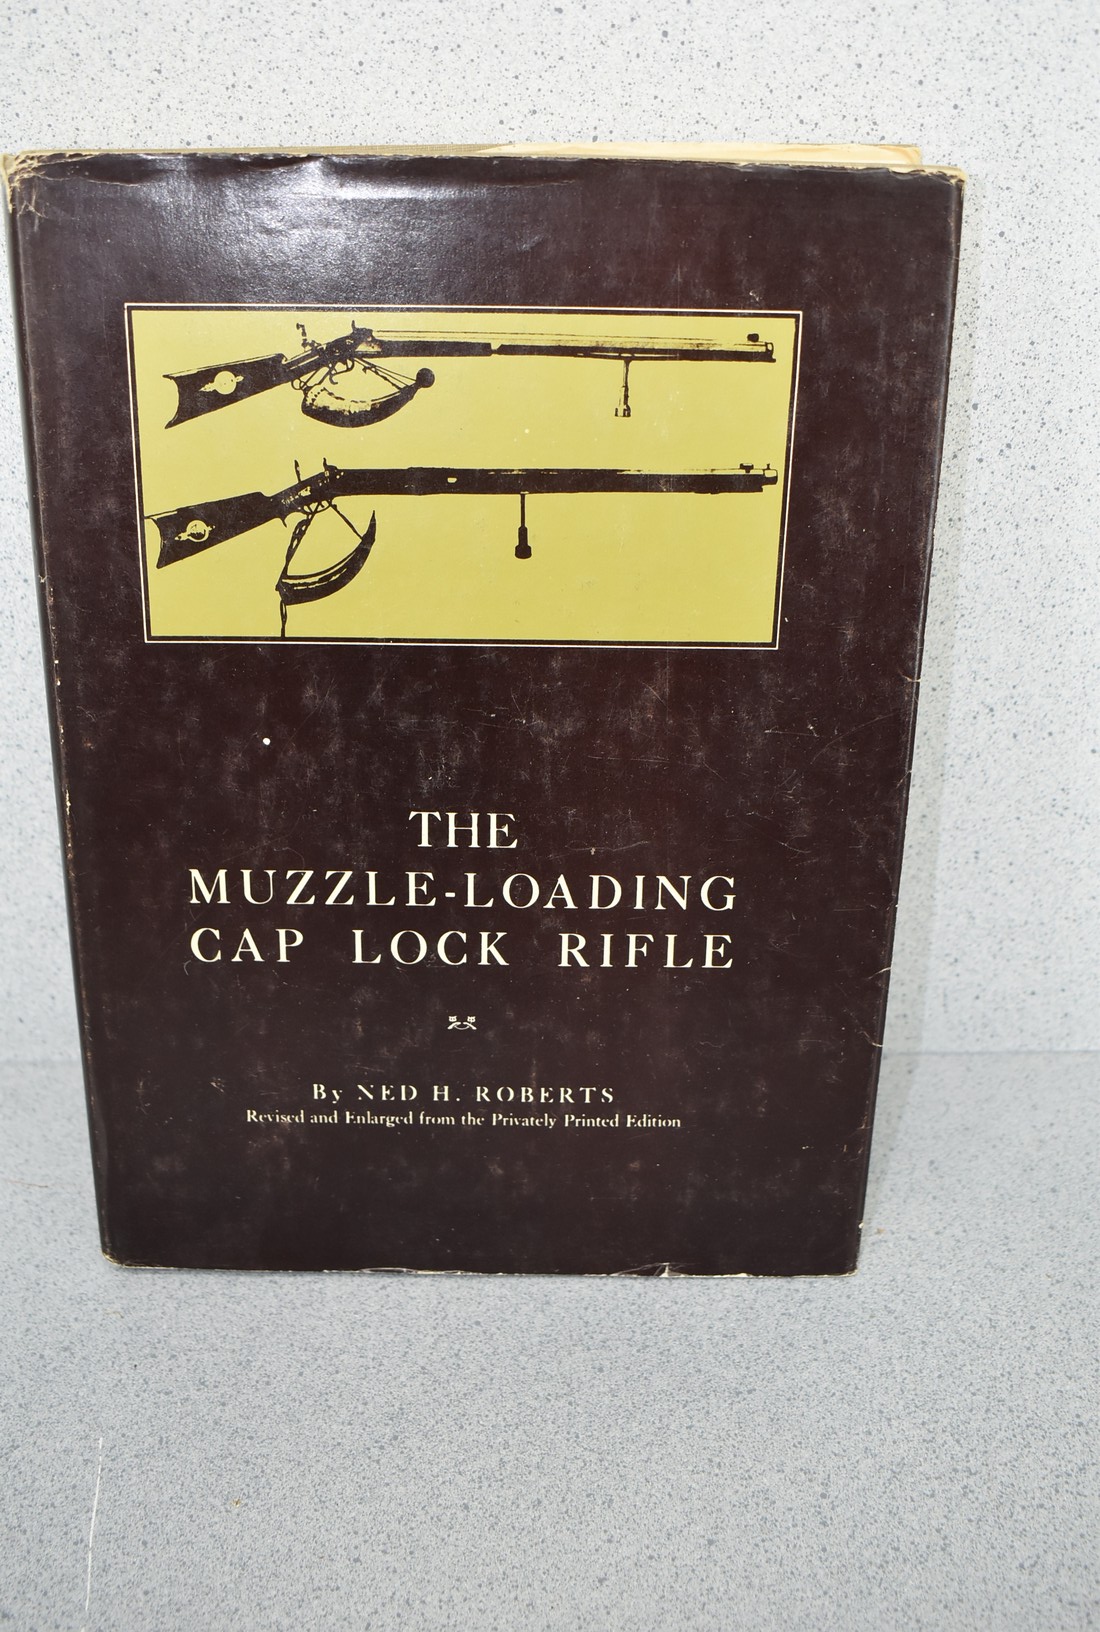 THE
MUZZLE-LOADING
CAP LOCK RIFLE
By NED H. ROBERTS
Revised and Enlarged from the Privately Printed Edition